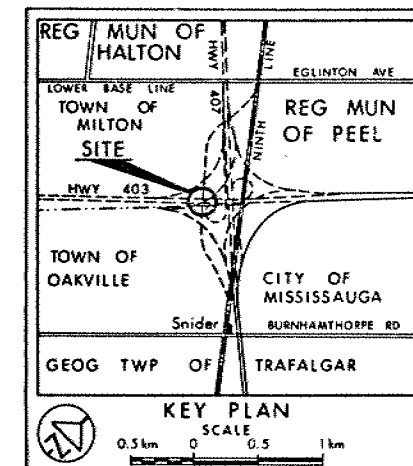 REG MUN OF
HALTON
HWY 407
NINTH LINE
EGLINTON AVE
LOWER BASE LINE
TOWN OF
MILTON
REG MUN
OF PEEL
SITE
HWY 403
TOWN OF
OAKVILLE
CITY OF
MISSISSAUGA
Snider
BURNHAMTHORPE RD
GEOG TWP OF TRAFALGAR
N
KEY PLAN
SCALE
0.5 km 0 0.5 1 km